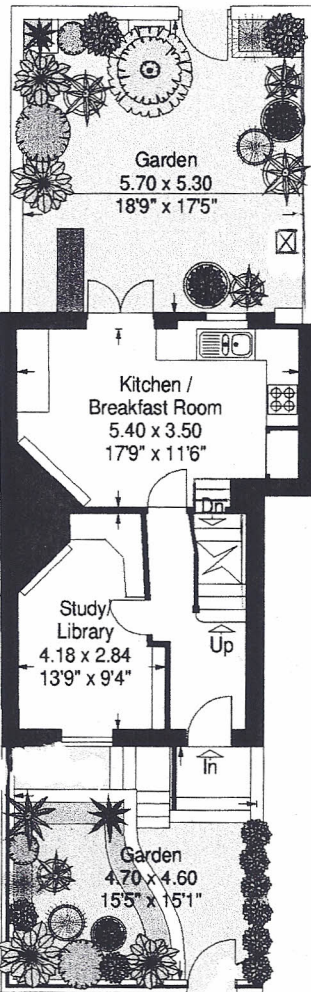 Garden
5.70 x 5.30
18'9" x 17'5"
Kitchen /
Breakfast Room
5.40 x 3.50
17'9" x 11'6"
Dn
Study/
Library
4.18 x 2.84
13'9" x 9'4"
Up
In
Garden
4.70 x 4.60
15'5" x 15'1"